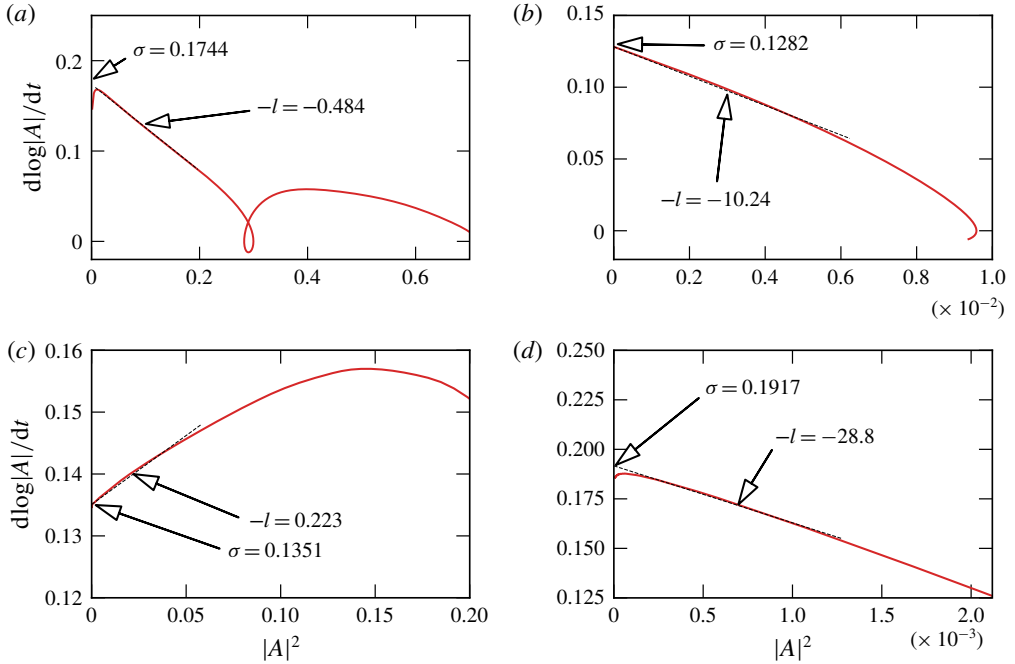 (a)
dlog|A|/dt
0.2
0.1
0
σ = 0.1744
−l = −0.484
0
0.2
0.4
0.6
(b)
0.15
0.10
0.05
0
σ = 0.1282
−l = −10.24
0
0.2
0.4
0.6
0.8
1.0
(× 10−2)
(c)
dlog|A|/dt
0.16
0.15
0.14
0.13
0.12
−l = 0.223
σ = 0.1351
0
0.05
0.10
0.15
0.20
|A|2
(d)
0.250
0.225
0.200
0.175
0.150
0.125
σ = 0.1917
−l = −28.8
0
0.5
1.0
1.5
2.0
|A|2
(× 10−3)